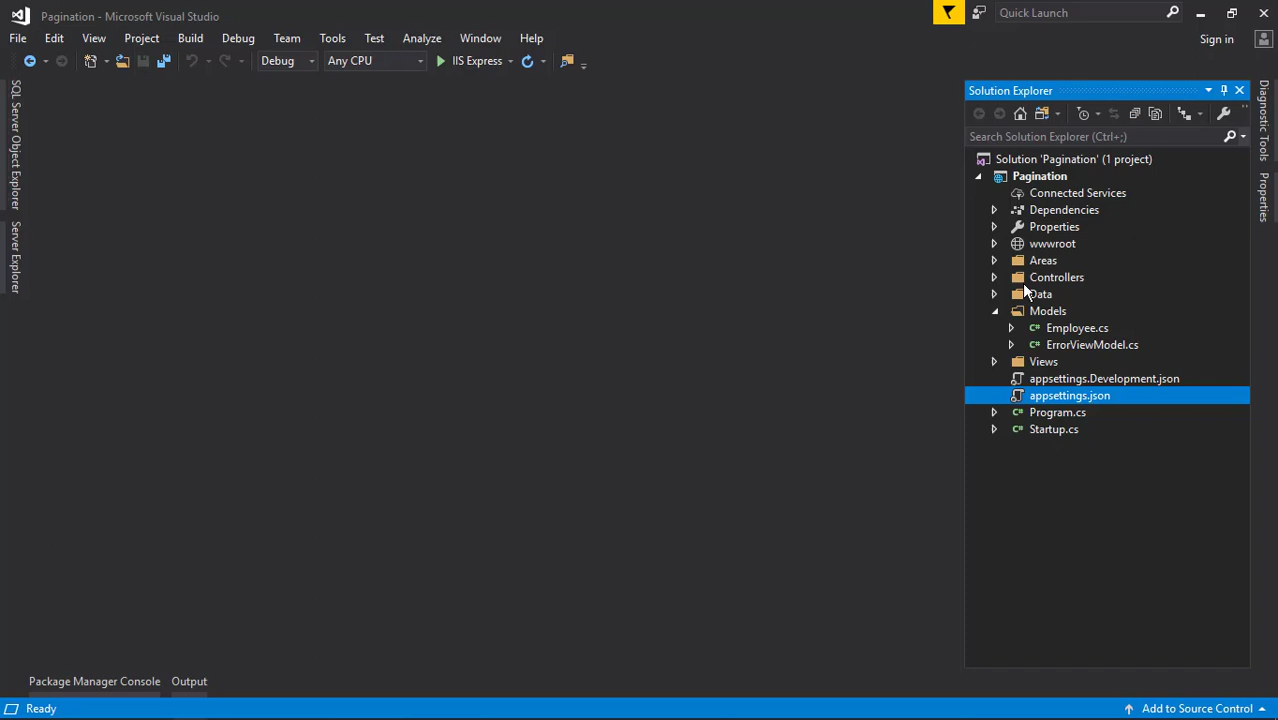 Pagination - Microsoft Visual Studio
Quick Launch
File Edit View Project Build Debug Team Tools Test Analyze Window Help
Sign in
Debug Any CPU IIS Express
SQL Server Object Explorer
Server Explorer
Solution Explorer
Search Solution Explorer (Ctrl+;)
Solution 'Pagination' (1 project)
Pagination
Connected Services
Dependencies
Properties
wwwroot
Areas
Controllers
Data
Models
C# Employee.cs
C# ErrorViewModel.cs
Views
appsettings.Development.json
appsettings.json
C# Program.cs
C# Startup.cs
Diagnostic Tools
Properties
Package Manager Console Output
Ready
Add to Source Control